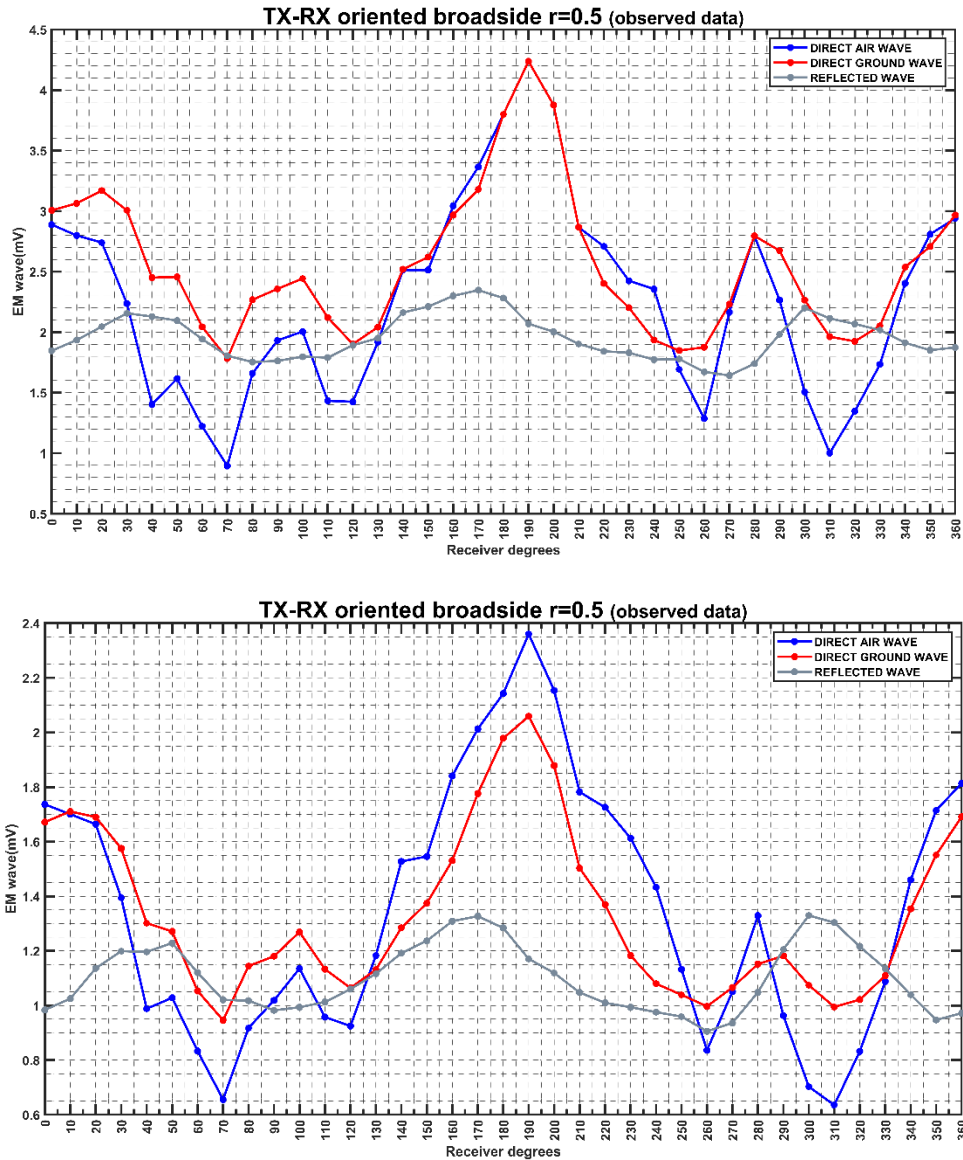 TX-RX oriented broadside r=0.5 (observed data)
4.5
4
3.5
3
2.5
2
1.5
1
0.5
EM wave(mV)
DIRECT AIR WAVE
DIRECT GROUND WAVE
REFLECTED WAVE
0 10 20 30 40 50 60 70 80 90 100 110 120 130 140 150 160 170 180 190 200 210 220 230 240 250 260 270 280 290 300 310 320 330 340 350 360
Receiver degrees
TX-RX oriented broadside r=0.5 (observed data)
2.4
2.2
2
1.8
1.6
1.4
1.2
1
0.8
0.6
EM wave(mV)
DIRECT AIR WAVE
DIRECT GROUND WAVE
REFLECTED WAVE
0 10 20 30 40 50 60 70 80 90 100 110 120 130 140 150 160 170 180 190 200 210 220 230 240 250 260 270 280 290 300 310 320 330 340 350 360
Receiver degrees